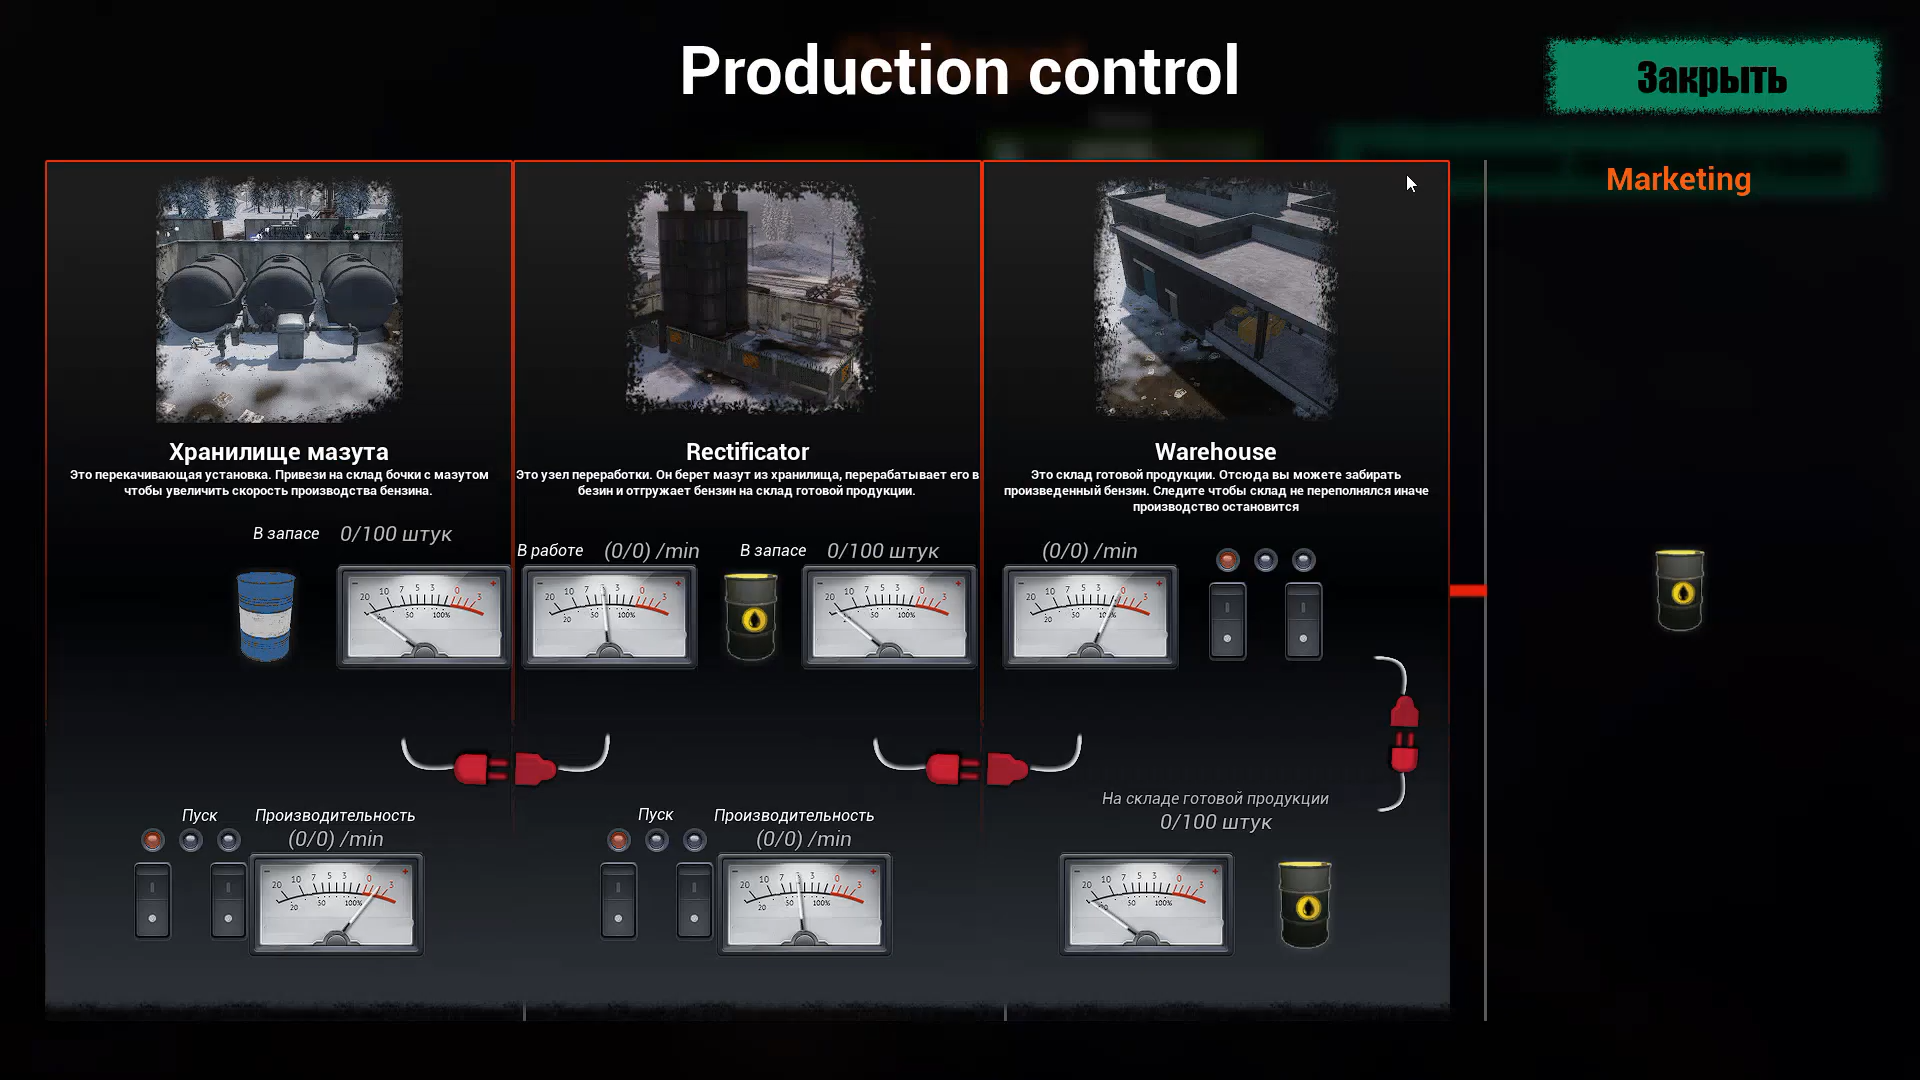 Production control
Закрыть
Marketing
Хранилище мазута
Это перекачивающая установка. Привези на склад бочки с мазутом
чтобы увеличить скорость производства бензина.
В запасе 0/100 штук
Rectificator
Это узел переработки. Он берет мазут из хранилища, перерабатывает его в
безин и отгружает бензин на склад готовой продукции.
В работе (0/0) /min В запасе 0/100 штук
Warehouse
Это склад готовой продукции. Отсюда вы можете забирать
произведенный бензин. Следите чтобы склад не переполнялся иначе
производство остановится
(0/0) /min
Пуск Производительность
(0/0) /min
Пуск Производительность
(0/0) /min
На складе готовой продукции
0/100 штук